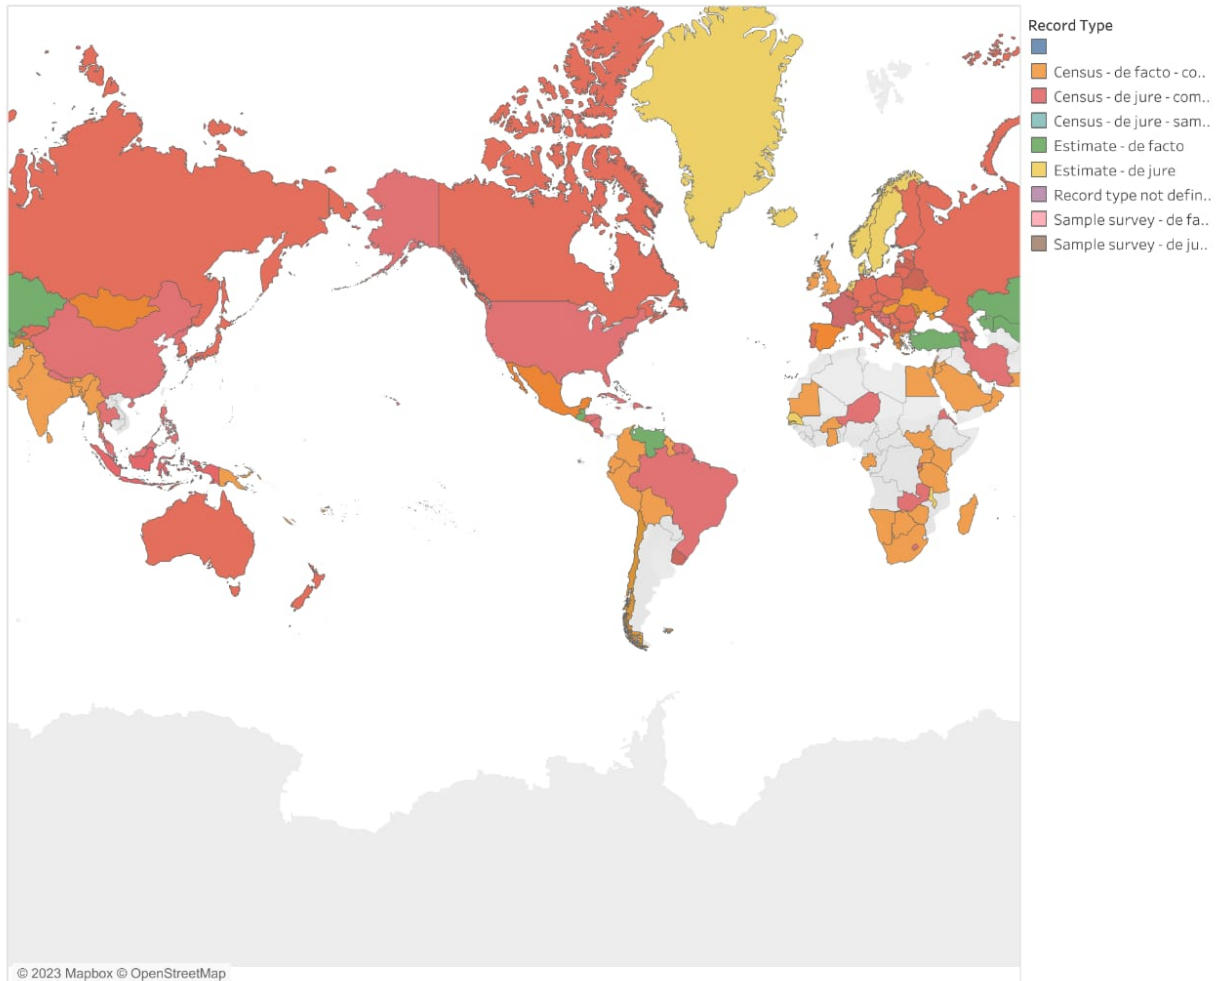 Record Type
Census - de facto - co..
Census - de jure - com..
Census - de jure - sam..
Estimate - de facto
Estimate - de jure
Record type not defin..
Sample survey - de fa..
Sample survey - de ju..
© 2023 Mapbox © OpenStreetMap